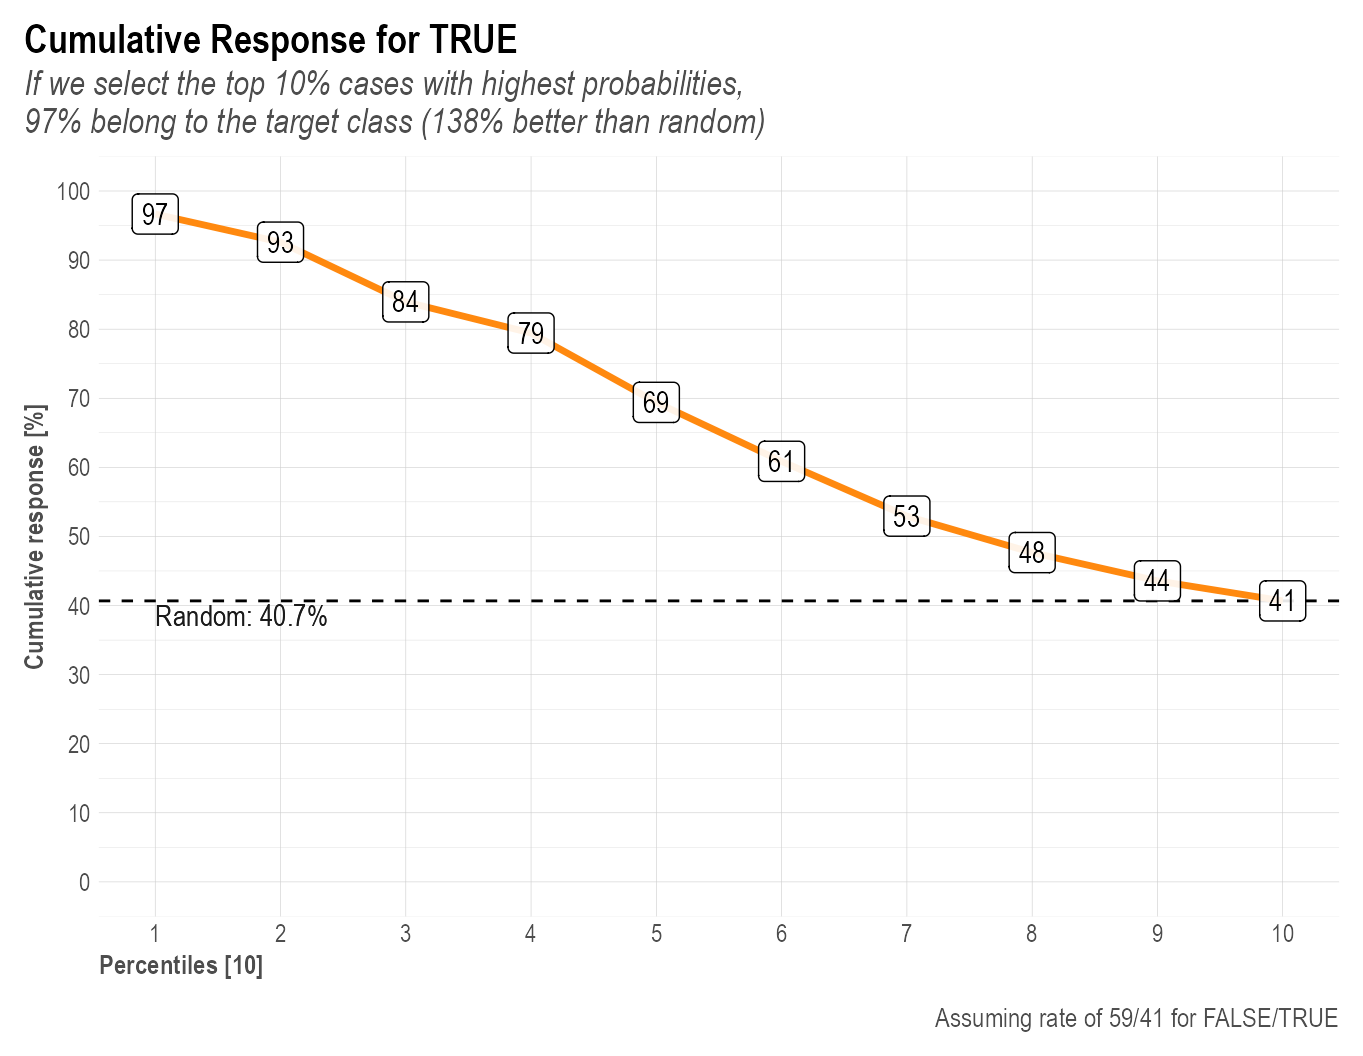 Cumulative Response for TRUE
If we select the top 10% cases with highest probabilities,
97% belong to the target class (138% better than random)
Cumulative response [%]
100
90
80
70
60
50
40
30
20
10
0
97
93
84
79
69
61
53
48
44
41
Random: 40.7%
1 2 3 4 5 6 7 8 9 10
Percentiles [10]
Assuming rate of 59/41 for FALSE/TRUE